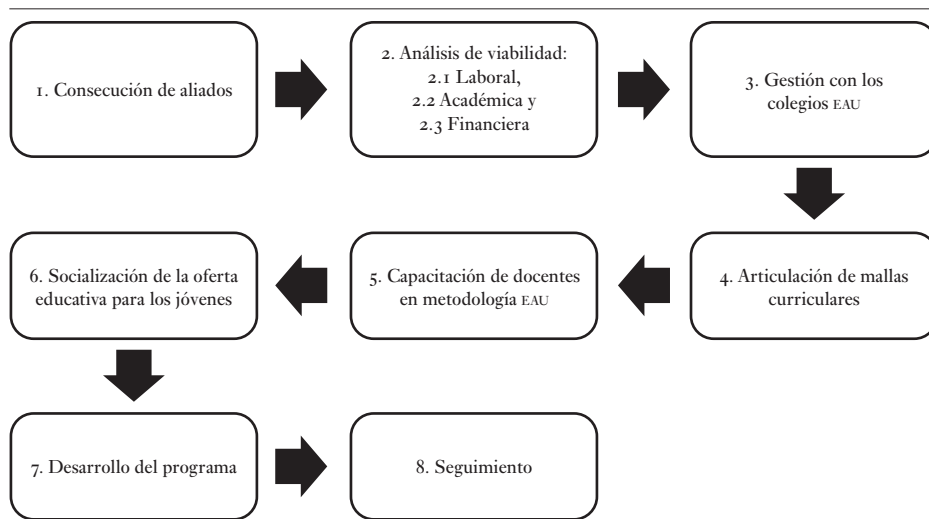 1. Consecución de aliados
2. Análisis de viabilidad:
2.1 Laboral,
2.2 Académica y
2.3 Financiera
3. Gestión con los
colegios EAU
4. Articulación de mallas
curriculares
5. Capacitación de docentes
en metodología EAU
6. Socialización de la oferta
educativa para los jóvenes
7. Desarrollo del programa
8. Seguimiento